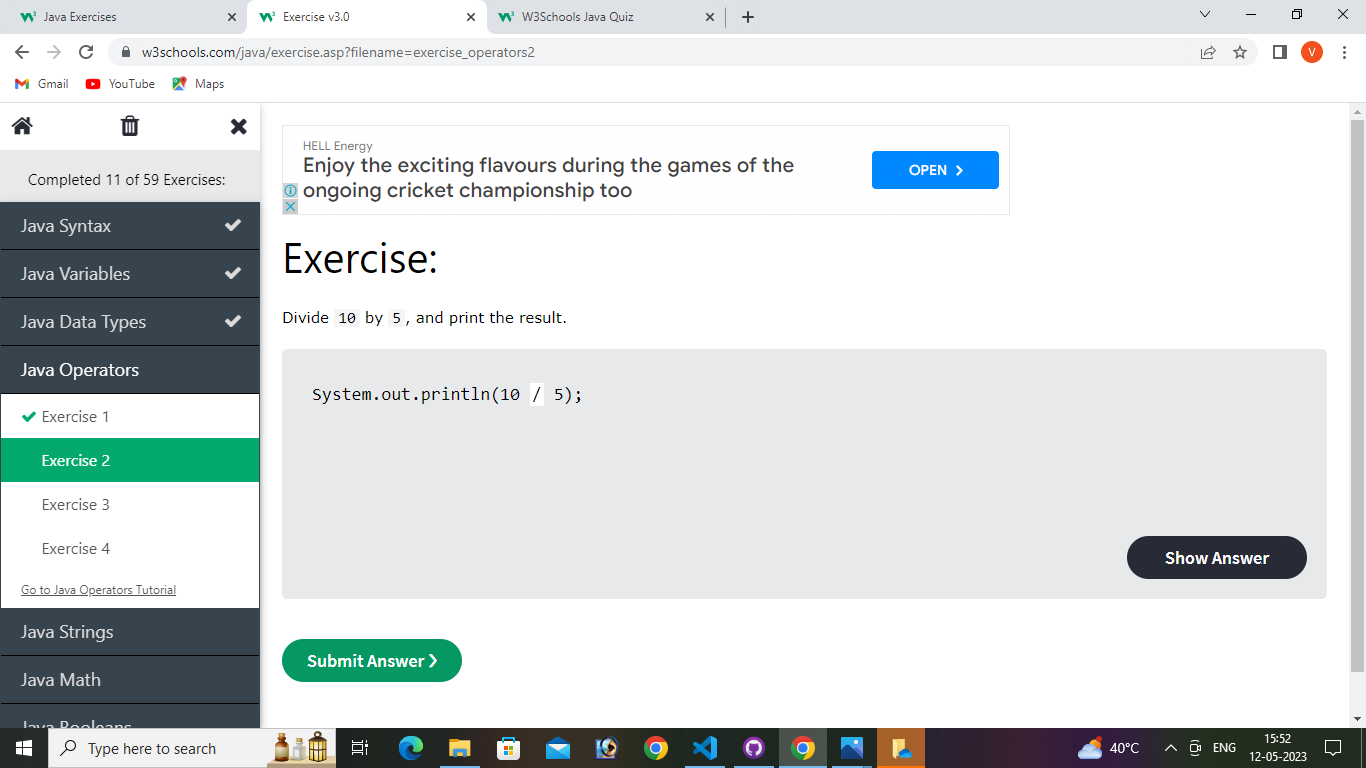 Java Exercises
Exercise v3.0
W3Schools Java Quiz
w3schools.com/java/exercise.asp?filename=exercise_operators2
V
Gmail
YouTube
Maps
Completed 11 of 59 Exercises:
Java Syntax
Java Variables
Java Data Types
Java Operators
Exercise 1
Exercise 2
Exercise 3
Exercise 4
Go to Java Operators Tutorial
Java Strings
Java Math
Java Booleans
HELL Energy
Enjoy the exciting flavours during the games of the
ongoing cricket championship too
OPEN
Exercise:
Divide 10 by 5, and print the result.
System.out.println(10 / 5);
Show Answer
Submit Answer ❯
Type here to search
40°C
ENG
15:52
12-05-2023